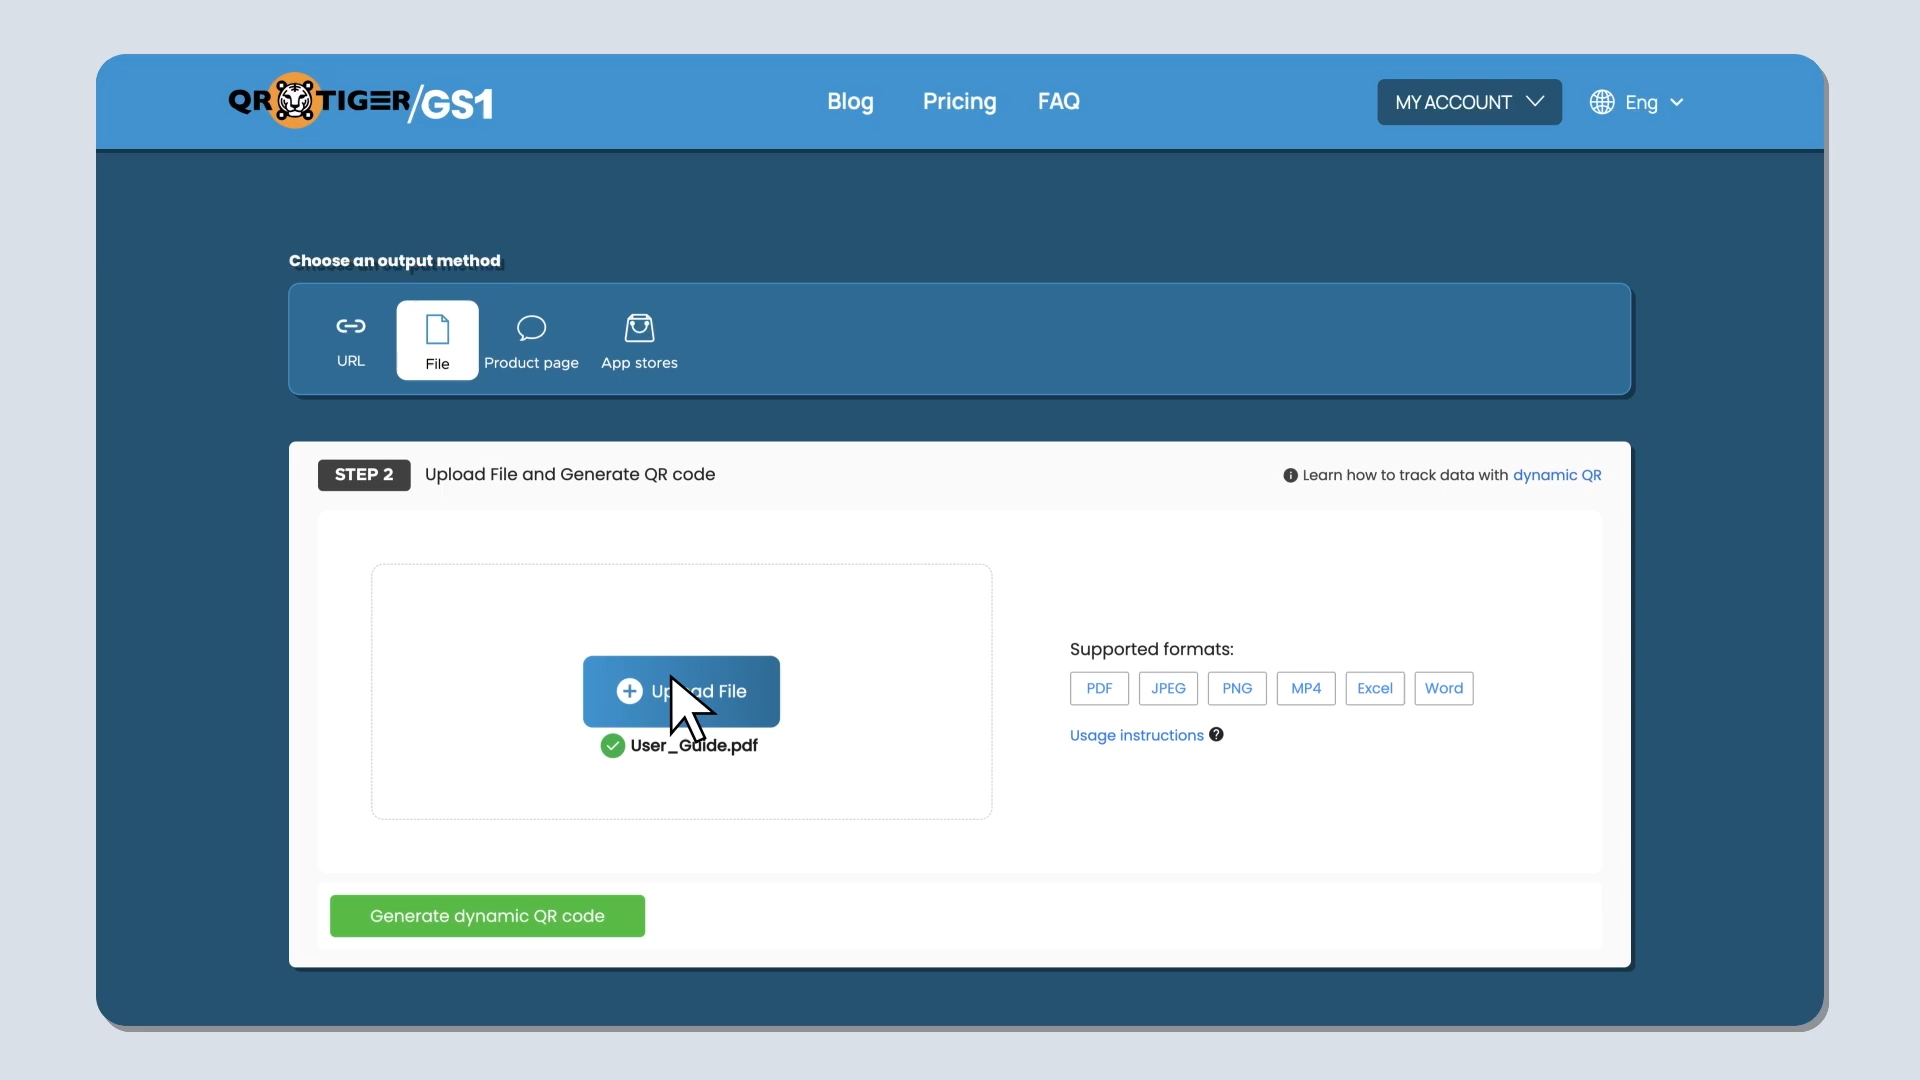 QR TIGER/GS1
Blog Pricing FAQ
MY ACCOUNT
Eng
Choose an output method
URL File Product page App stores
STEP 2 Upload File and Generate QR code
Learn how to track data with dynamic QR
Upload File
User_Guide.pdf
Supported formats:
PDF JPEG PNG MP4 Excel Word
Usage instructions
Generate dynamic QR code